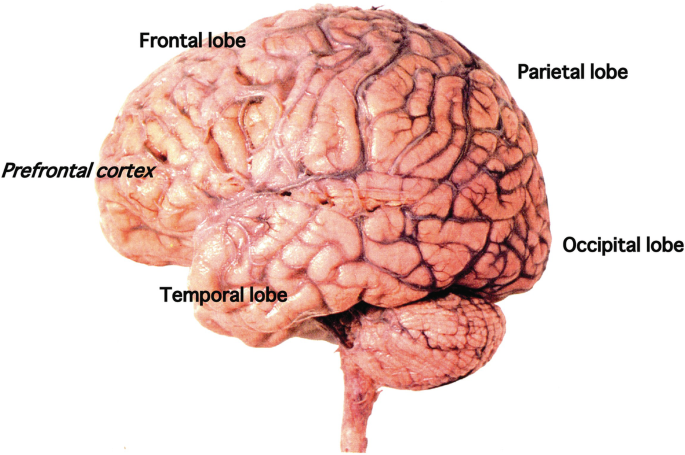 Frontal lobe
Parietal lobe
Prefrontal cortex
Occipital lobe
Temporal lobe